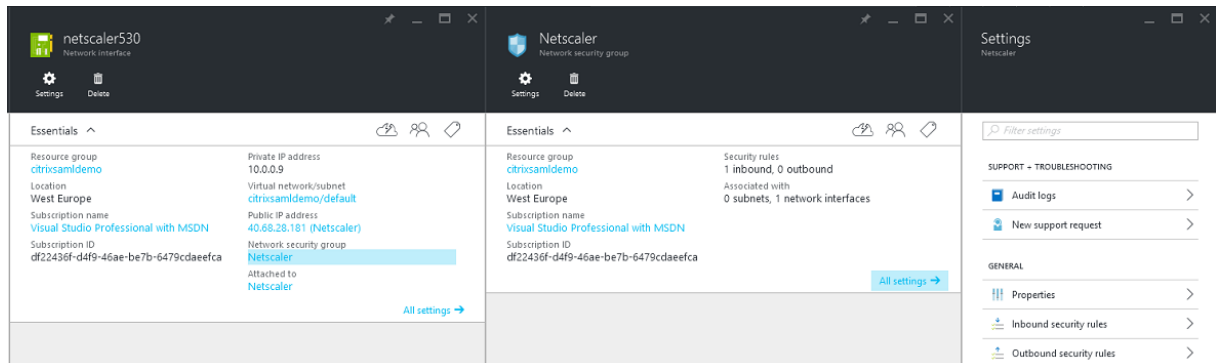 netscaler530
Network interface
Settings
Delete
Essentials
Resource group
citrixsamldemo
Location
West Europe
Subscription name
Visual Studio Professional with MSDN
Subscription ID
df22436f-d4f9-46ae-be7b-6479cdaeefca
Private IP address
10.0.0.9
Virtual network/subnet
citrixsamldemo/default
Public IP address
40.68.28.181 (Netscaler)
Network security group
Netscaler
Attached to
Netscaler
All settings
Netscaler
Network security group
Settings
Delete
Essentials
Resource group
citrixsamldemo
Location
West Europe
Subscription name
Visual Studio Professional with MSDN
Subscription ID
df22436f-d4f9-46ae-be7b-6479cdaeefca
Security rules
1 inbound, 0 outbound
Associated with
0 subnets, 1 network interfaces
All settings
Settings
Netscaler
Filter settings
SUPPORT + TROUBLESHOOTING
Audit logs
New support request
GENERAL
Properties
Inbound security rules
Outbound security rules